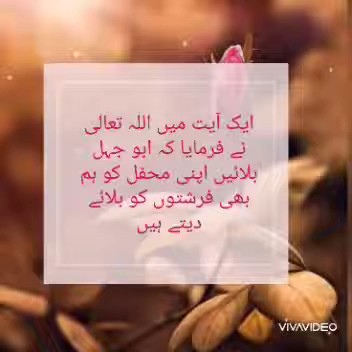 ایک آیت میں اللہ تعالی
نے فرمایا کہ ابو جہل
بلائیں اپنی محفل کو ہم
بھی فرشتوں کو بلائے
دیتے ہیں
VIVAVIDEO